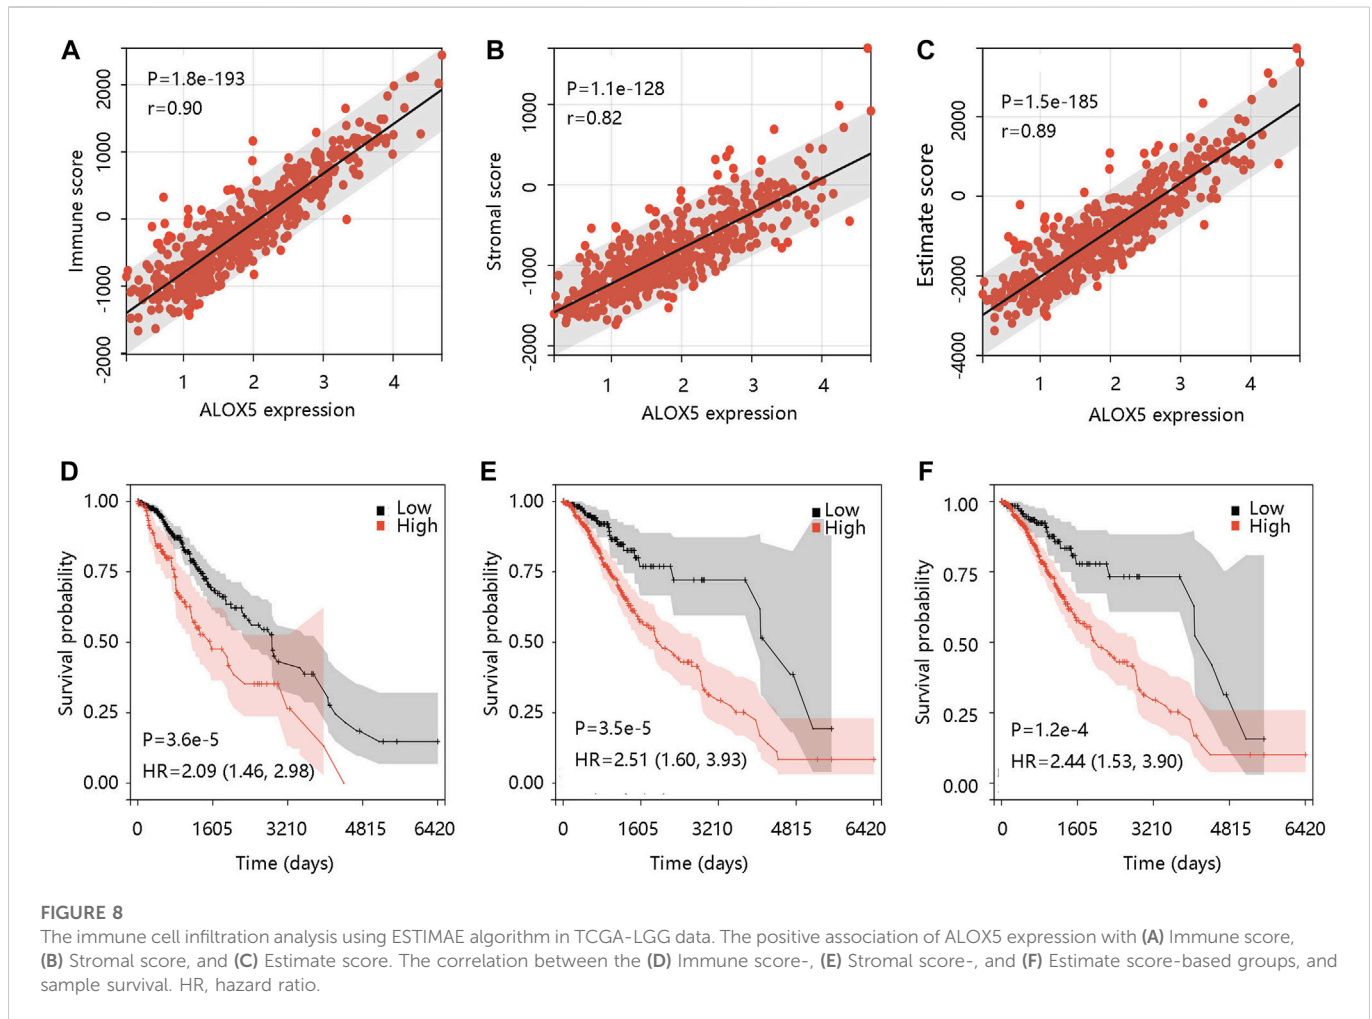 A
P=1.8e-193
r=0.90
Immune score
2000
1000
0
-1000
-2000
1 2 3 4
ALOX5 expression
B
P=1.1e-128
r=0.82
Stromal score
1000
0
-1000
-2000
1 2 3 4
ALOX5 expression
C
P=1.5e-185
r=0.89
Estimate score
2000
0
-2000
-4000
1 2 3 4
ALOX5 expression
D
Low
High
Survival probability
1.00
0.75
0.50
0.25
0.00
P=3.6e-5
HR=2.09 (1.46, 2.98)
0 1605 3210 4815 6420
Time (days)
E
Low
High
Survival probability
1.00
0.75
0.50
0.25
0.00
P=3.5e-5
HR=2.51 (1.60, 3.93)
0 1605 3210 4815 6420
Time (days)
F
Low
High
Survival probability
1.00
0.75
0.50
0.25
0.00
P=1.2e-4
HR=2.44 (1.53, 3.90)
0 1605 3210 4815 6420
Time (days)
FIGURE 8
The immune cell infiltration analysis using ESTIMAE algorithm in TCGA-LGG data. The positive association of ALOX5 expression with (A) Immune score,
(B) Stromal score, and (C) Estimate score. The correlation between the (D) Immune score-, (E) Stromal score-, and (F) Estimate score-based groups, and
sample survival. HR, hazard ratio.